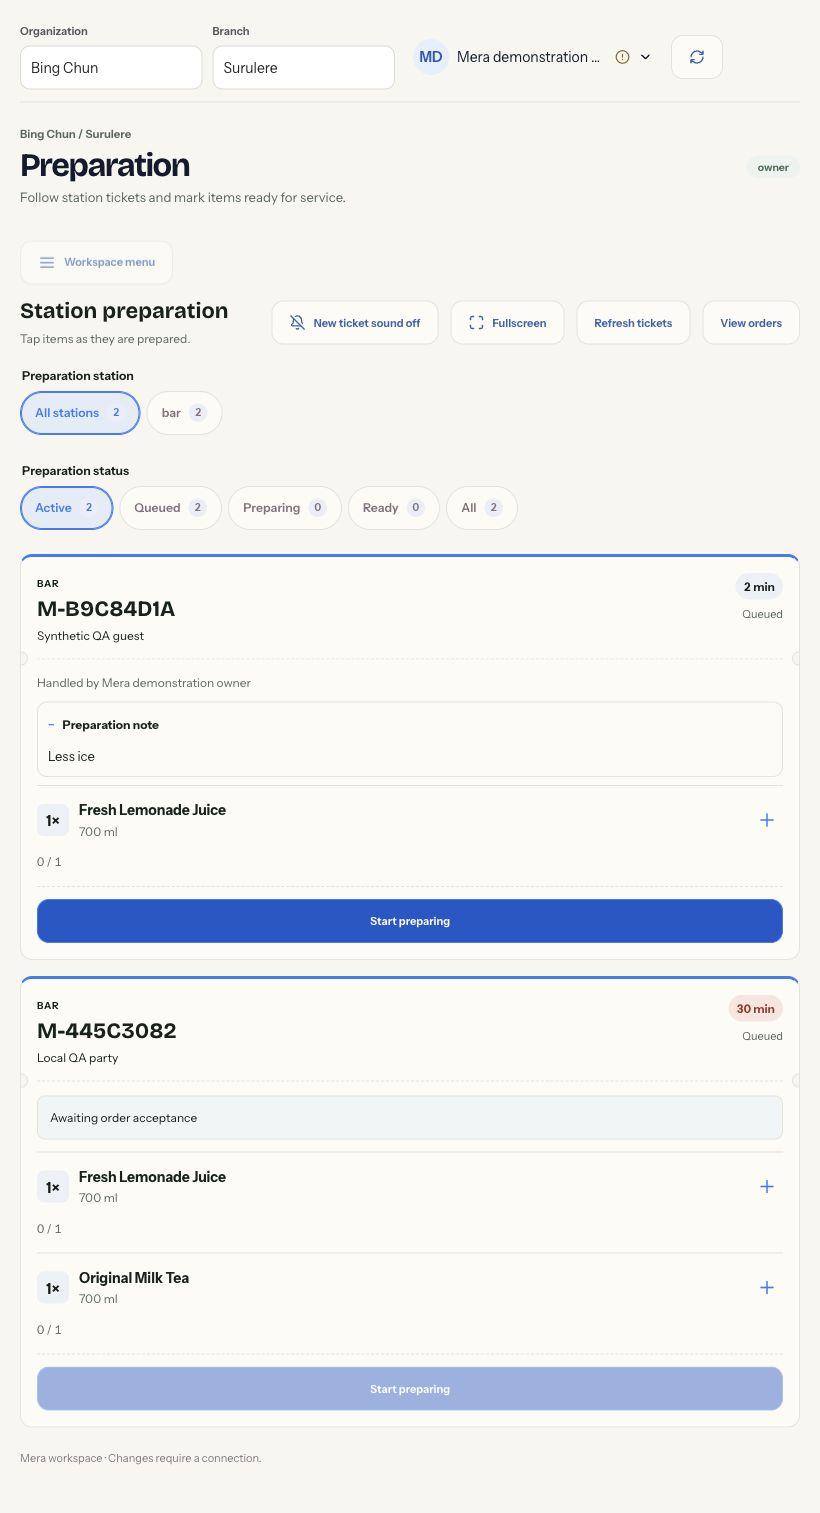 Organization
Branch
Bing Chun
Surulere
MD
Mera demonstration ...
Bing Chun / Surulere
Preparation
owner
Follow station tickets and mark items ready for service.
Workspace menu
Station preparation
Tap items as they are prepared.
New ticket sound off
Fullscreen
Refresh tickets
View orders
Preparation station
All stations 2
bar 2
Preparation status
Active 2
Queued 2
Preparing 0
Ready 0
All 2
BAR
M-B9C84D1A
Synthetic QA guest
2 min
Queued
Handled by Mera demonstration owner
– Preparation note
Less ice
1×
Fresh Lemonade Juice
700 ml
0 / 1
Start preparing
BAR
M-445C3082
Local QA party
30 min
Queued
Awaiting order acceptance
1×
Fresh Lemonade Juice
700 ml
0 / 1
1×
Original Milk Tea
700 ml
0 / 1
Start preparing
Mera workspace · Changes require a connection.